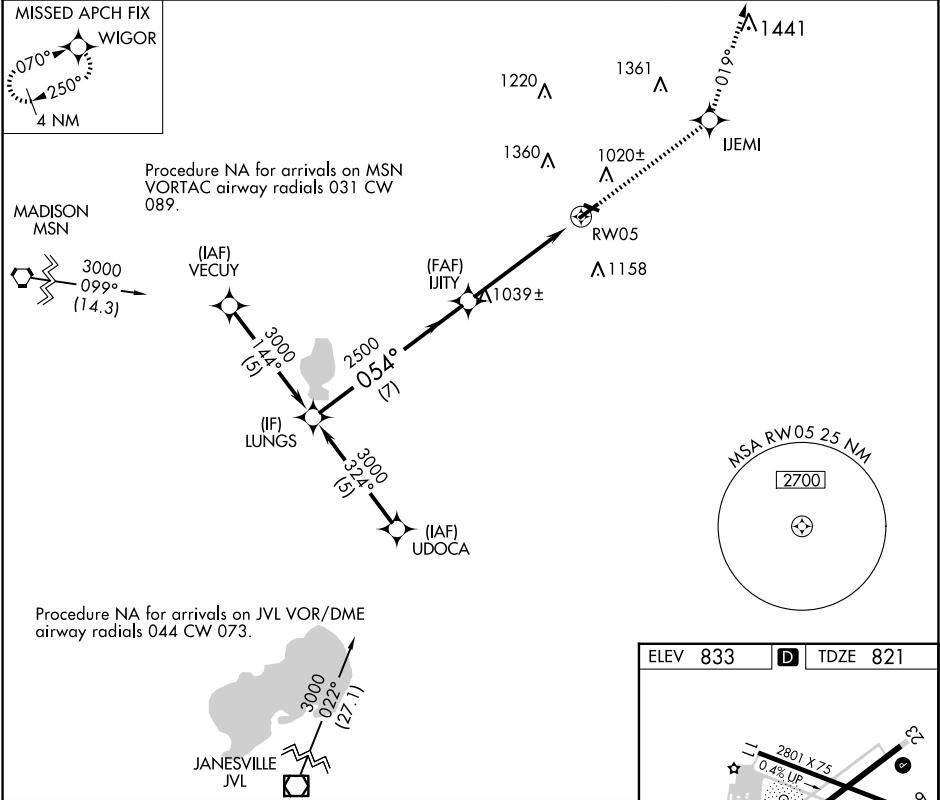 MISSED APCH FIX
WIGOR
070°
250°
4 NM
1441
019°
1361
1220
IJEMI
1360
1020±
Procedure NA for arrivals on MSN
VORTAC airway radials 031 CW
089.
MADISON
MSN
3000
099°
(14.3)
(IAF)
VECUY
RW05
(FAF)
IJITY
1158
1039±
3000
144°
(5)
2500
054°
(7)
(IF)
LUNGS
3000
324°
(5)
(IAF)
UDOCA
MSA RW05 25 NM
2700
Procedure NA for arrivals on JVL VOR/DME
airway radials 044 CW 073.
3000
022°
(27.1)
JANESVILLE
JVL
ELEV 833
D
TDZE 821
23
11
2801 X 75
0.4% UP
P